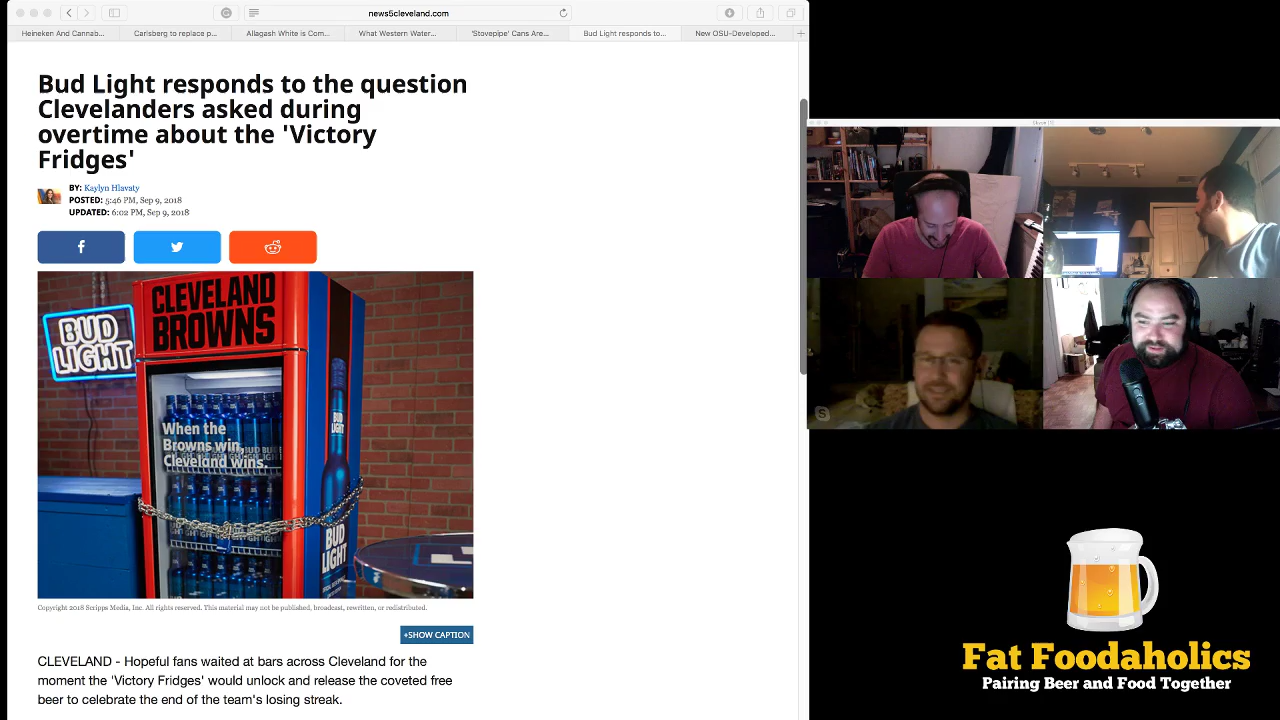 news5cleveland.com
Heineken And Cannab...
Carlsberg to replace p...
Allagash White is Com...
What Western Water...
'Stovepipe' Cans Are...
Bud Light responds to...
New OSU-Developed...
Bud Light responds to the question
Clevelanders asked during
overtime about the 'Victory
Fridges'
BY: Kaylyn Hlavaty
POSTED: 5:46 PM, Sep 9, 2018
UPDATED: 6:02 PM, Sep 9, 2018
CLEVELAND
BROWNS
BUD
LIGHT
When the
Browns win,
Cleveland wins.
BUD
LIGHT
BUD
LIGHT
Copyright 2018 Scripps Media, Inc. All rights reserved. This material may not be published, broadcast, rewritten, or redistributed.
+SHOW CAPTION
CLEVELAND - Hopeful fans waited at bars across Cleveland for the
moment the 'Victory Fridges' would unlock and release the coveted free
beer to celebrate the end of the team's losing streak.
Fat Foodaholics
Pairing Beer and Food Together